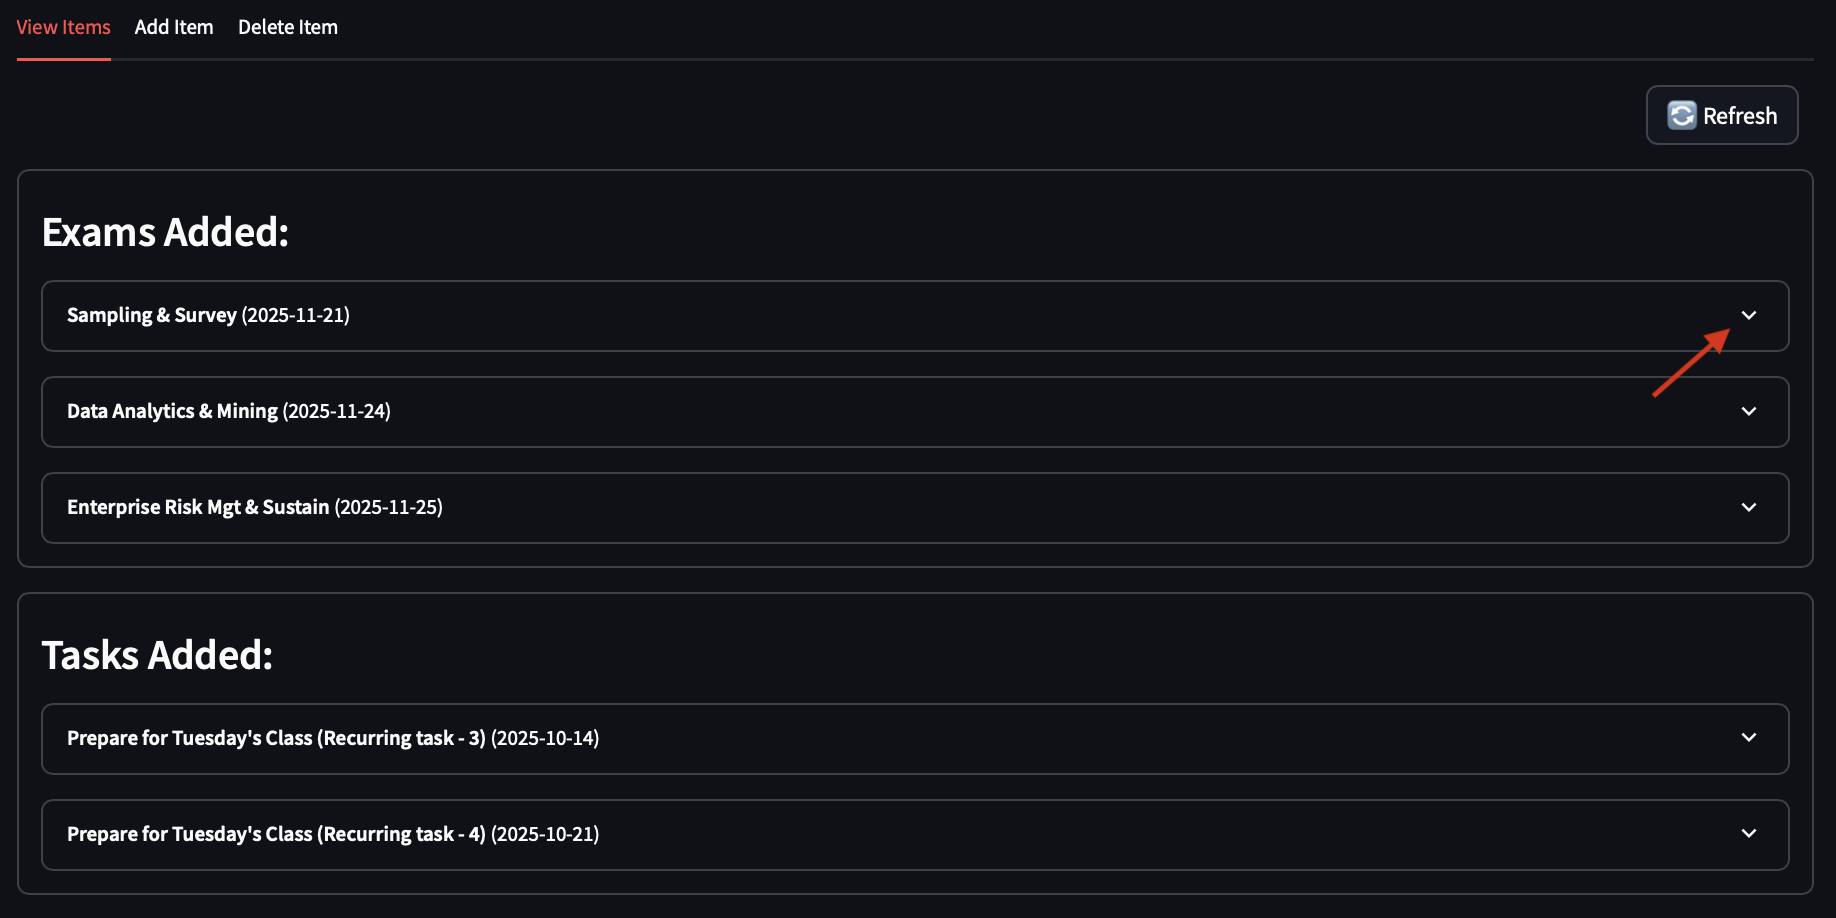 View Items Add Item Delete Item
Refresh
Exams Added:
Sampling & Survey (2025-11-21)
Data Analytics & Mining (2025-11-24)
Enterprise Risk Mgt & Sustain (2025-11-25)
Tasks Added:
Prepare for Tuesday's Class (Recurring task - 3) (2025-10-14)
Prepare for Tuesday's Class (Recurring task - 4) (2025-10-21)